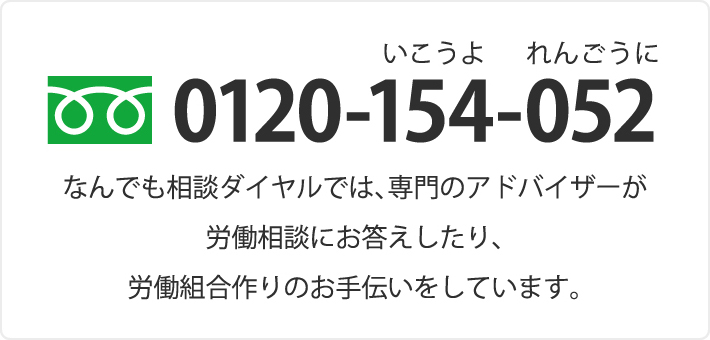 いこうよ れんごうに
0120-154-052
なんでも相談ダイヤルでは、専門のアドバイザーが
労働相談にお答えしたり、
労働組合作りのお手伝いをしています。